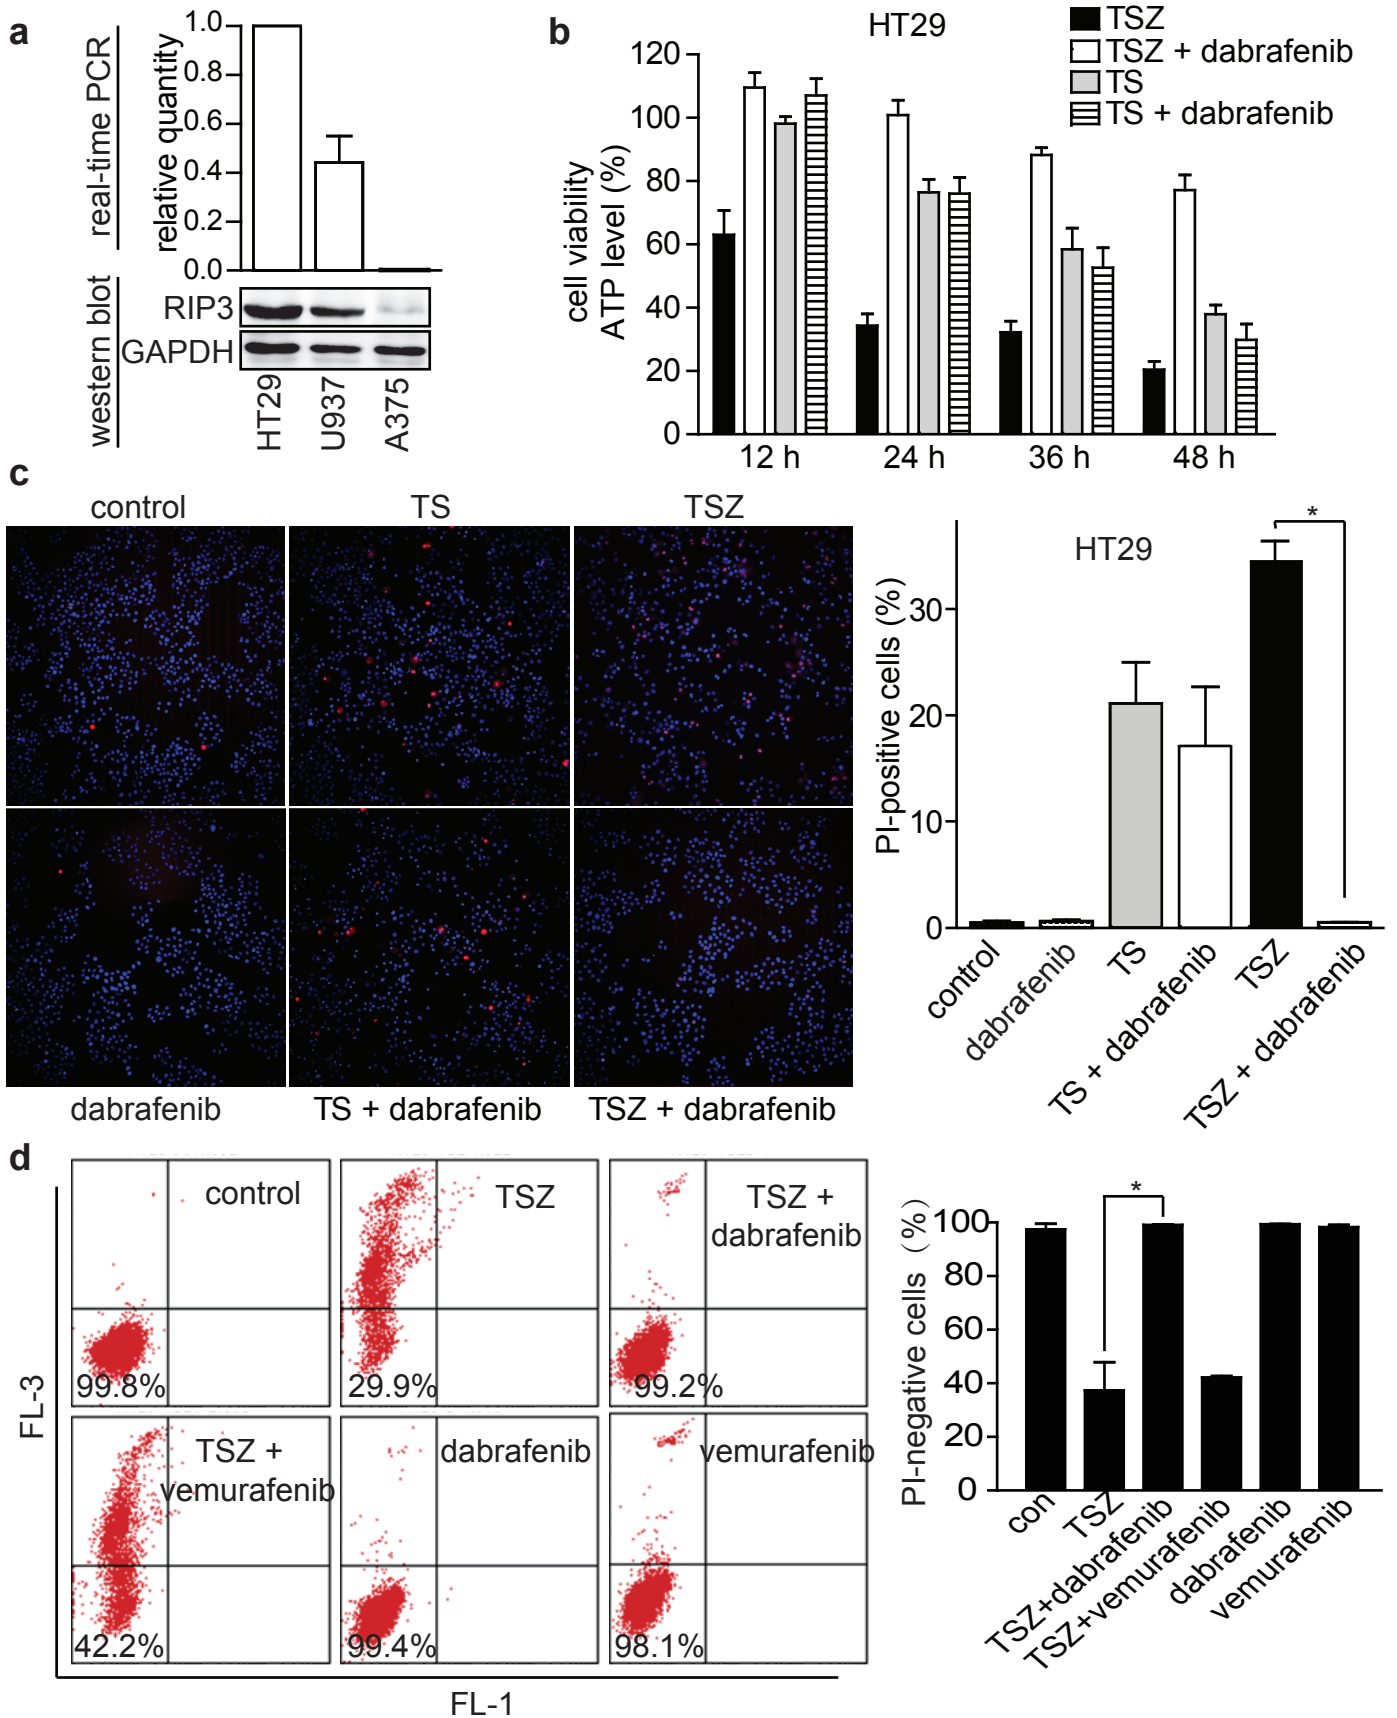 a
real-time PCR
relative quantity
1.0
0.8
0.6
0.4
0.2
0.0
western blot
RIP3
GAPDH
HT29
U937
A375
b
HT29
TSZ
TSZ + dabrafenib
TS
TS + dabrafenib
cell viability
ATP level (%)
120
100
80
60
40
20
0
12 h
24 h
36 h
48 h
c
control
TS
TSZ
dabrafenib
TS + dabrafenib
TSZ + dabrafenib
HT29
*
PI-positive cells (%)
30
20
10
0
control
dabrafenib
TS
TS + dabrafenib
TSZ
TSZ + dabrafenib
d
FL-3
control
99.8%
TSZ
29.9%
TSZ +
dabrafenib
99.2%
TSZ +
vemurafenib
42.2%
dabrafenib
99.4%
vemurafenib
98.1%
FL-1
*
PI-negative cells (%)
100
80
60
40
20
0
con
TSZ
TSZ+dabrafenib
TSZ+vemurafenib
dabrafenib
vemurafenib